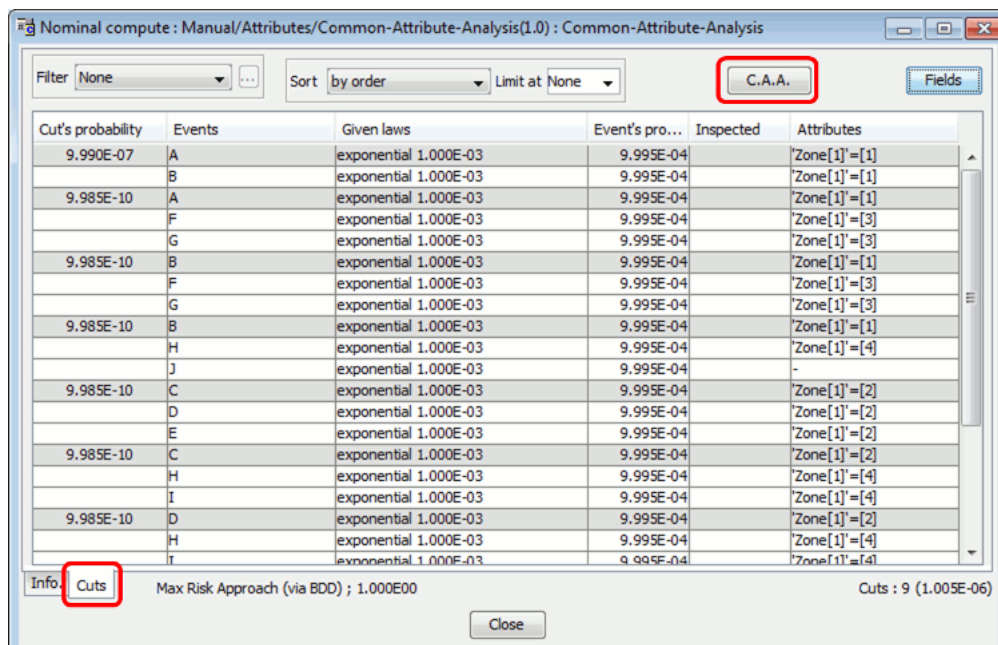 Nominal compute : Manual/Attributes/Common-Attribute-Analysis(1.0) : Common-Attribute-Analysis
Filter None ... Sort by order Limit at None C.A.A. Fields
Cut's probability Events Given laws Event's pro... Inspected Attributes
9.990E-07 A exponential 1.000E-03 9.995E-04 'Zone[1]'=[1]
B exponential 1.000E-03 9.995E-04 'Zone[1]'=[1]
9.985E-10 A exponential 1.000E-03 9.995E-04 'Zone[1]'=[1]
F exponential 1.000E-03 9.995E-04 'Zone[1]'=[3]
G exponential 1.000E-03 9.995E-04 'Zone[1]'=[3]
9.985E-10 B exponential 1.000E-03 9.995E-04 'Zone[1]'=[1]
F exponential 1.000E-03 9.995E-04 'Zone[1]'=[3]
G exponential 1.000E-03 9.995E-04 'Zone[1]'=[3]
9.985E-10 B exponential 1.000E-03 9.995E-04 'Zone[1]'=[1]
H exponential 1.000E-03 9.995E-04 'Zone[1]'=[4]
J exponential 1.000E-03 9.995E-04 -
9.985E-10 C exponential 1.000E-03 9.995E-04 'Zone[1]'=[2]
D exponential 1.000E-03 9.995E-04 'Zone[1]'=[2]
E exponential 1.000E-03 9.995E-04 'Zone[1]'=[2]
9.985E-10 C exponential 1.000E-03 9.995E-04 'Zone[1]'=[2]
H exponential 1.000E-03 9.995E-04 'Zone[1]'=[4]
I exponential 1.000E-03 9.995E-04 'Zone[1]'=[4]
9.985E-10 D exponential 1.000E-03 9.995E-04 'Zone[1]'=[2]
H exponential 1.000E-03 9.995E-04 'Zone[1]'=[4]
I exponential 1.000E-03 9.995E-04 'Zone[1]'=[4]
Info. Cuts Max Risk Approach (via BDD) ; 1.000E00 Cuts : 9 (1.005E-06)
Close